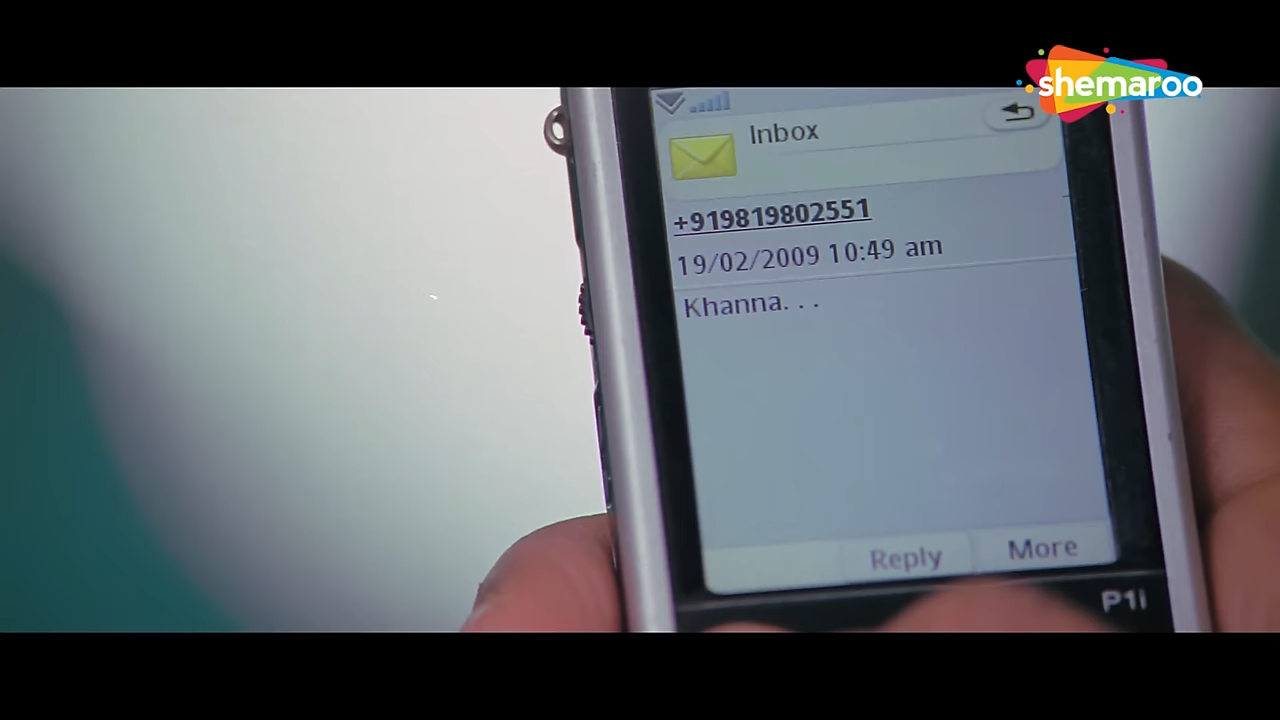 shemaroo
Inbox
+919819802551
19/02/2009 10:49 am
Khanna. . .
Reply
More
P1i